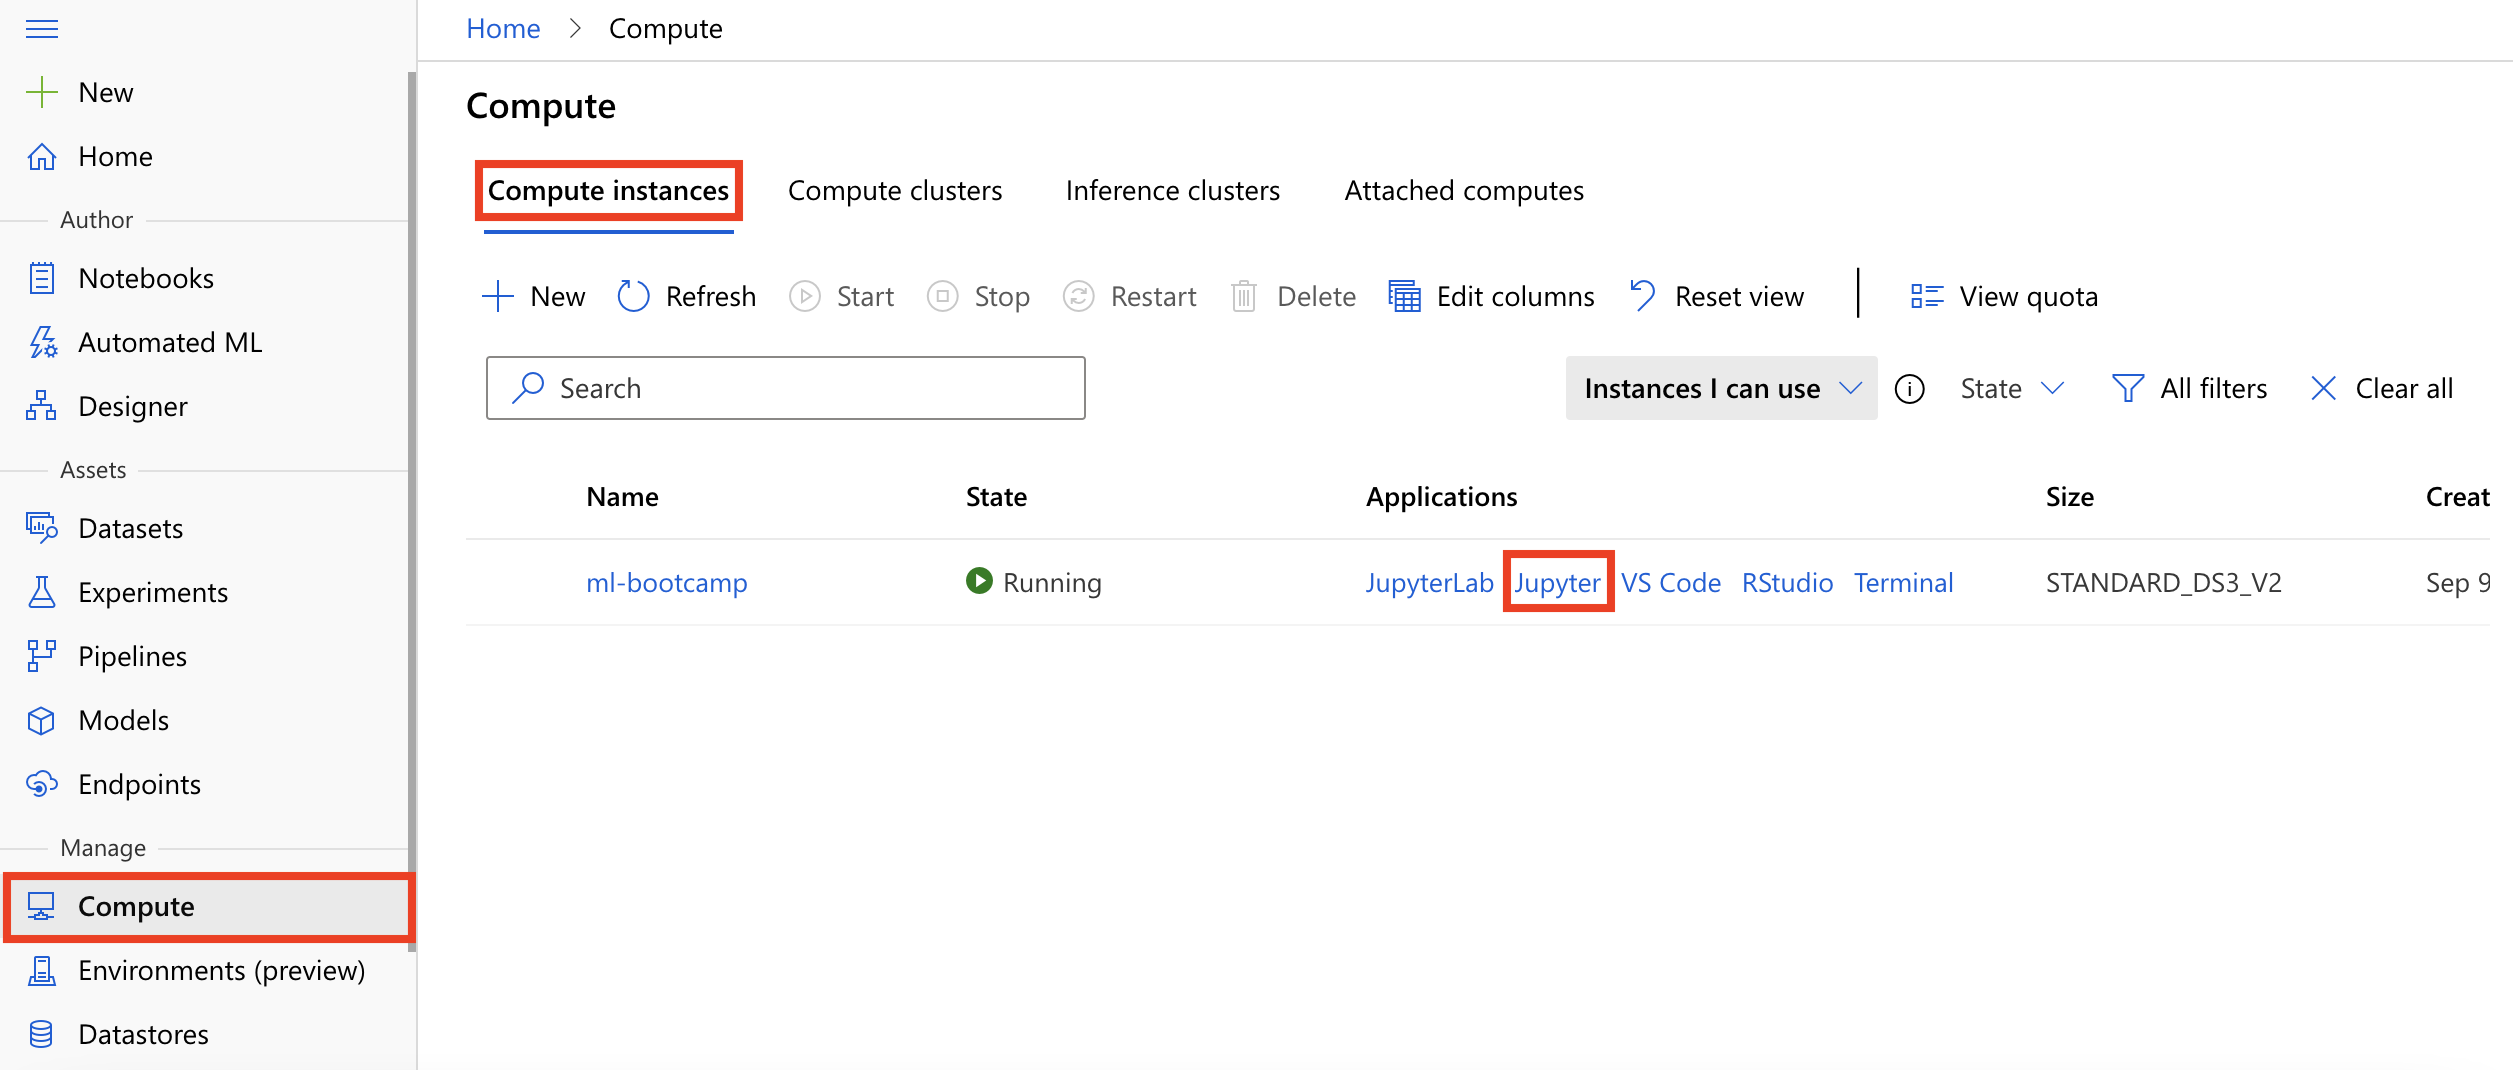 Home > Compute
New
Home
Author
Notebooks
Automated ML
Designer
Assets
Datasets
Experiments
Pipelines
Models
Endpoints
Manage
Compute
Environments (preview)
Datastores
Compute
Compute instances Compute clusters Inference clusters Attached computes
New Refresh Start Stop Restart Delete Edit columns Reset view View quota
Search Instances I can use State All filters Clear all
Name State Applications Size Creat
ml-bootcamp Running JupyterLab Jupyter VS Code RStudio Terminal STANDARD_DS3_V2 Sep 9